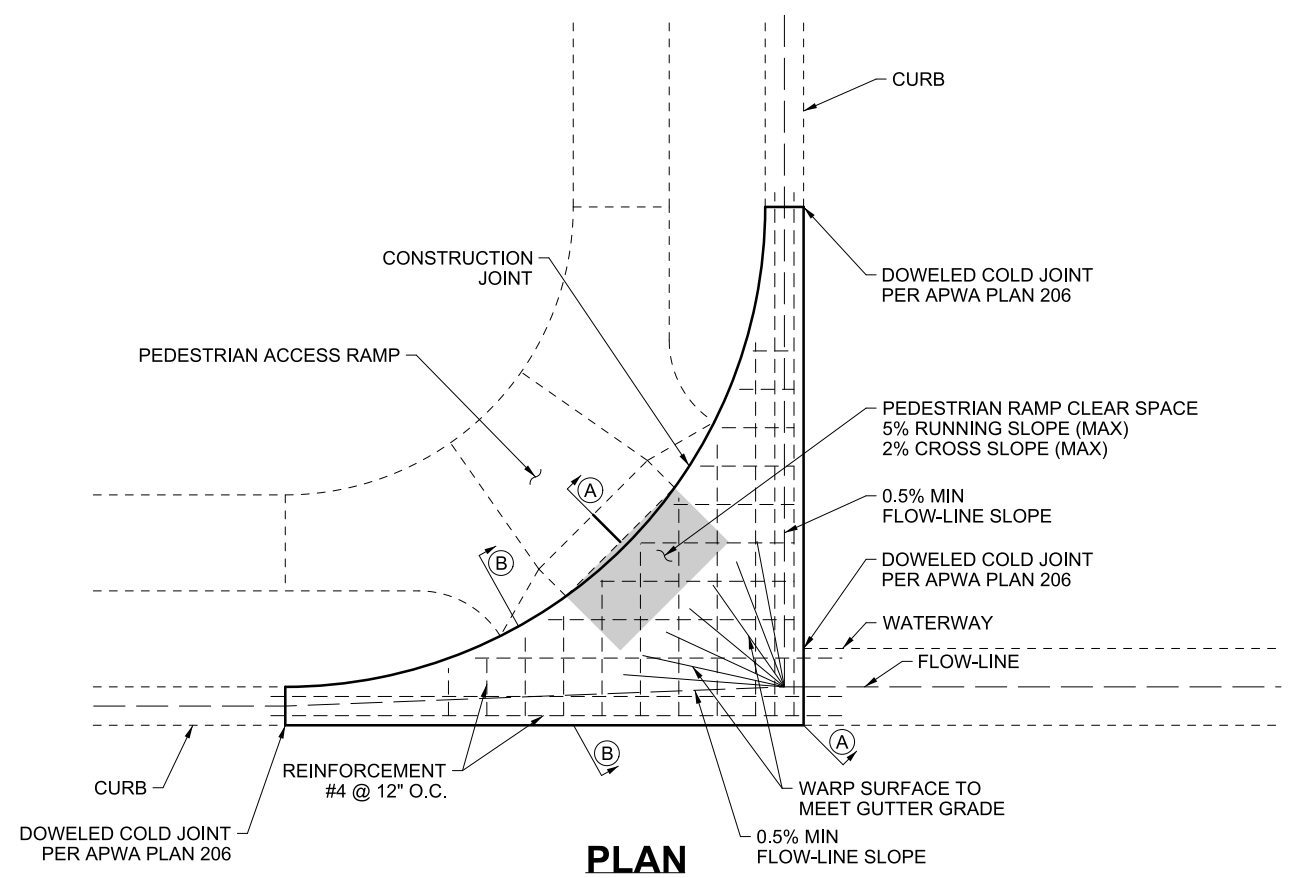 CURB
CONSTRUCTION
JOINT
DOWELED COLD JOINT
PER APWA PLAN 206
PEDESTRIAN ACCESS RAMP
PEDESTRIAN RAMP CLEAR SPACE
5% RUNNING SLOPE (MAX)
2% CROSS SLOPE (MAX)
A
0.5% MIN
FLOW-LINE SLOPE
B
DOWELED COLD JOINT
PER APWA PLAN 206
WATERWAY
FLOW-LINE
A
B
REINFORCEMENT
#4 @ 12" O.C.
CURB
WARP SURFACE TO
MEET GUTTER GRADE
DOWELED COLD JOINT
PER APWA PLAN 206
0.5% MIN
FLOW-LINE SLOPE
PLAN